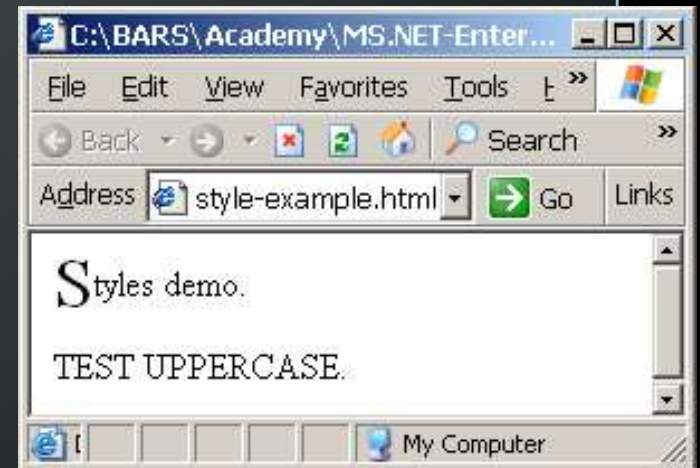 C:\BARS\Academy\MS.NET-Enter...
File Edit View Favorites Tools »
Back Search »
Address style-example.html Go Links
Styles demo.
TEST UPPERCASE.
My Computer